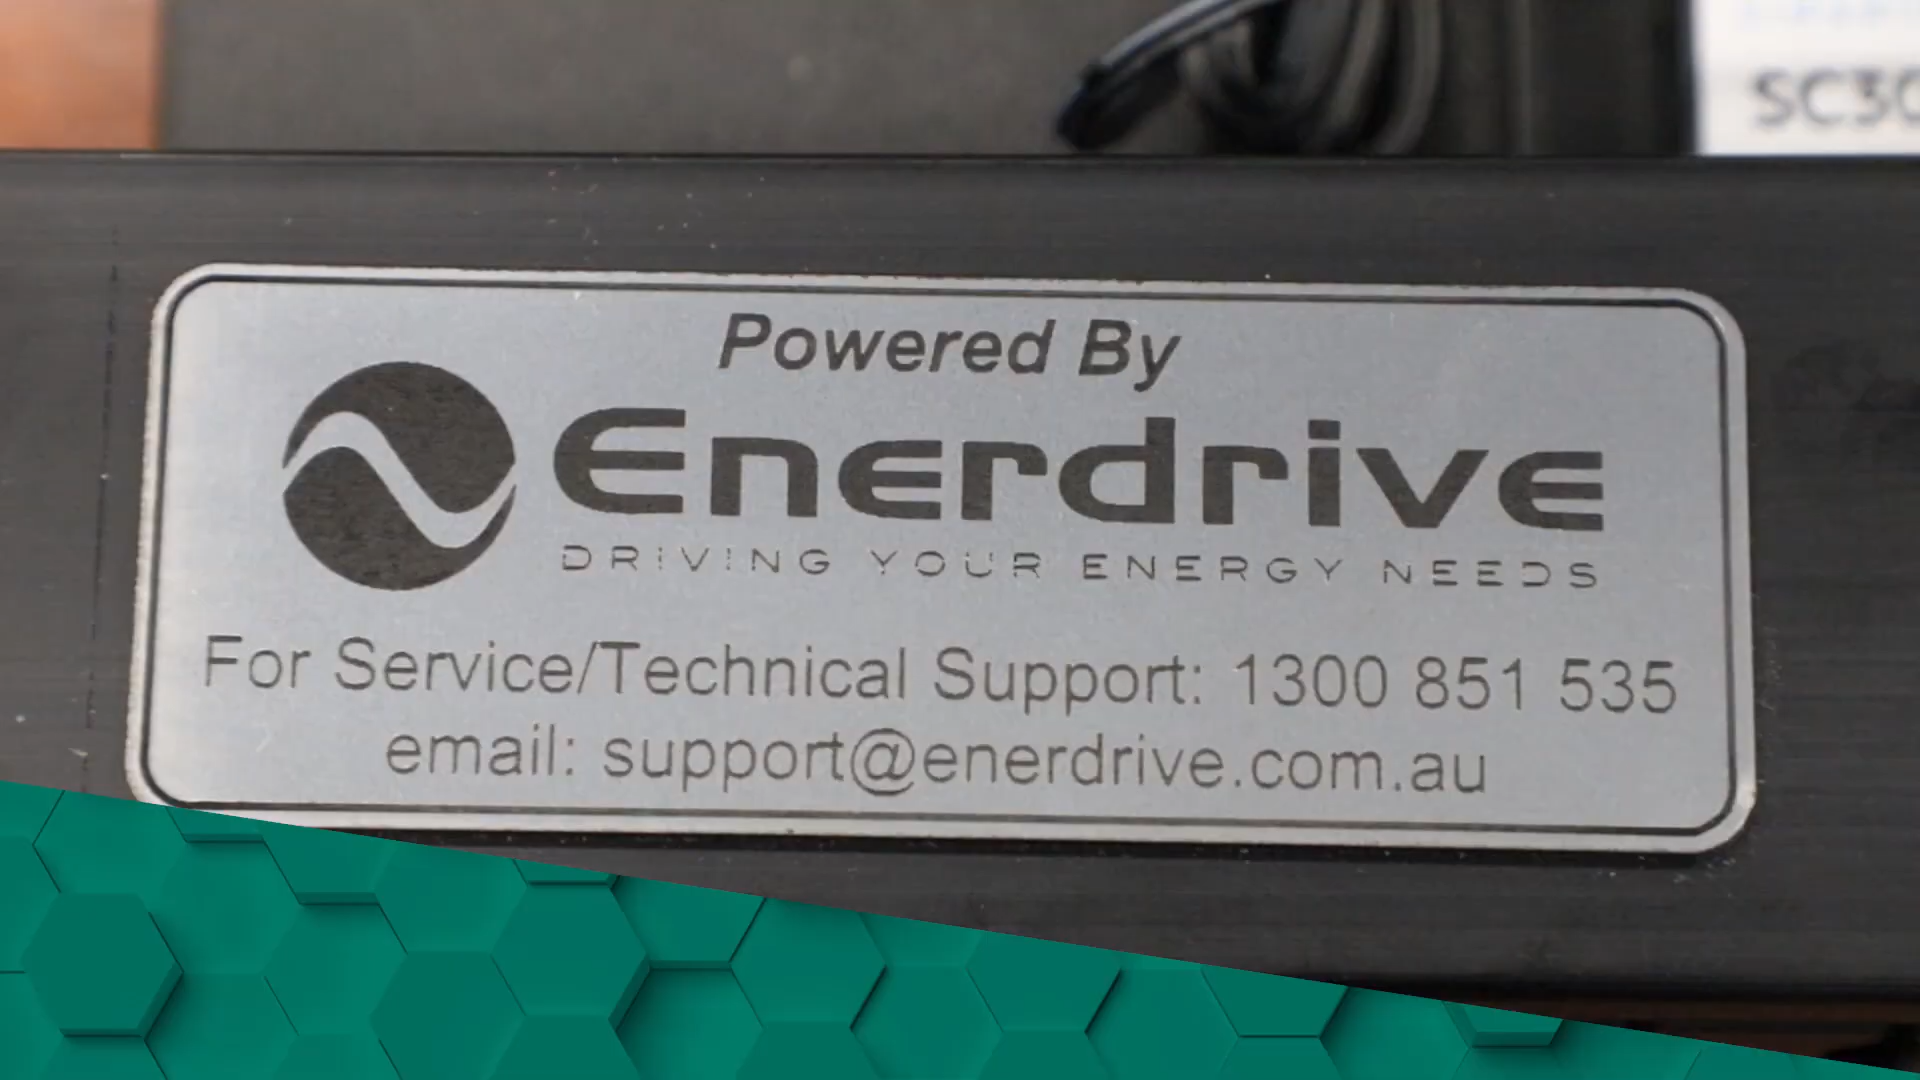 Powered By
Enerdrive
DRIVING YOUR ENERGY NEEDS
For Service/Technical Support: 1300 851 535
email: support@enerdrive.com.au